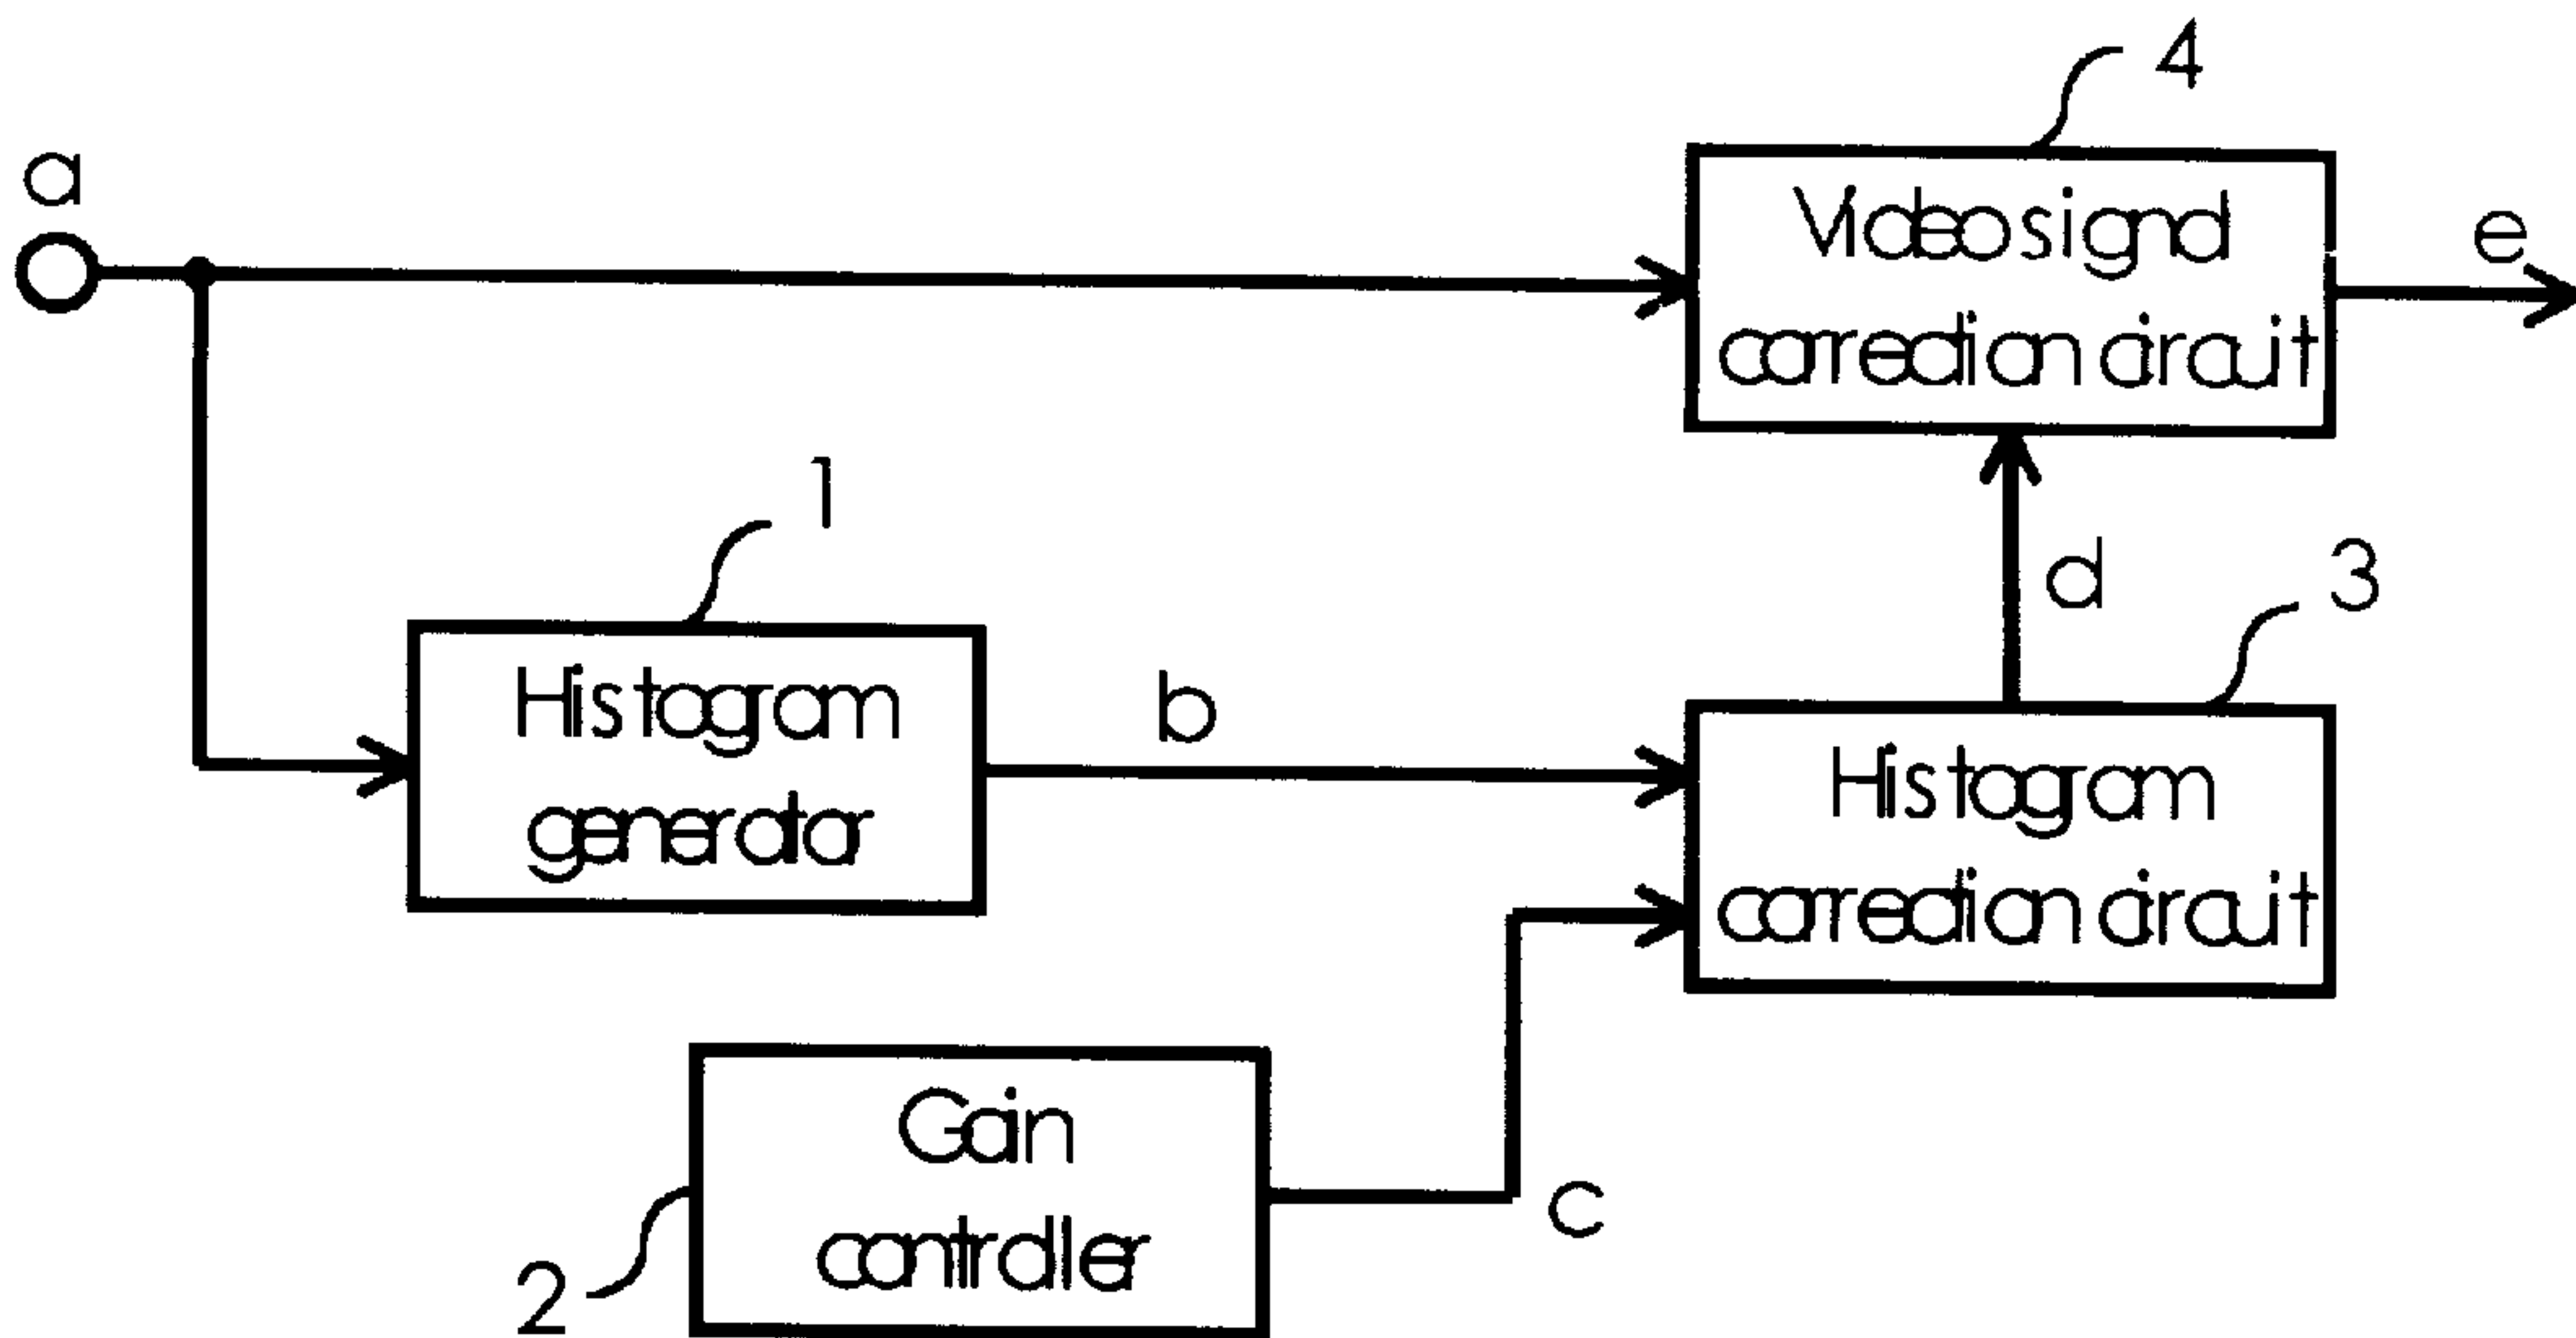 4
a
Video signal
correction circuit
e
1
d
3
Histogram
generator
b
Histogram
correction circuit
Gain
controller
c
2